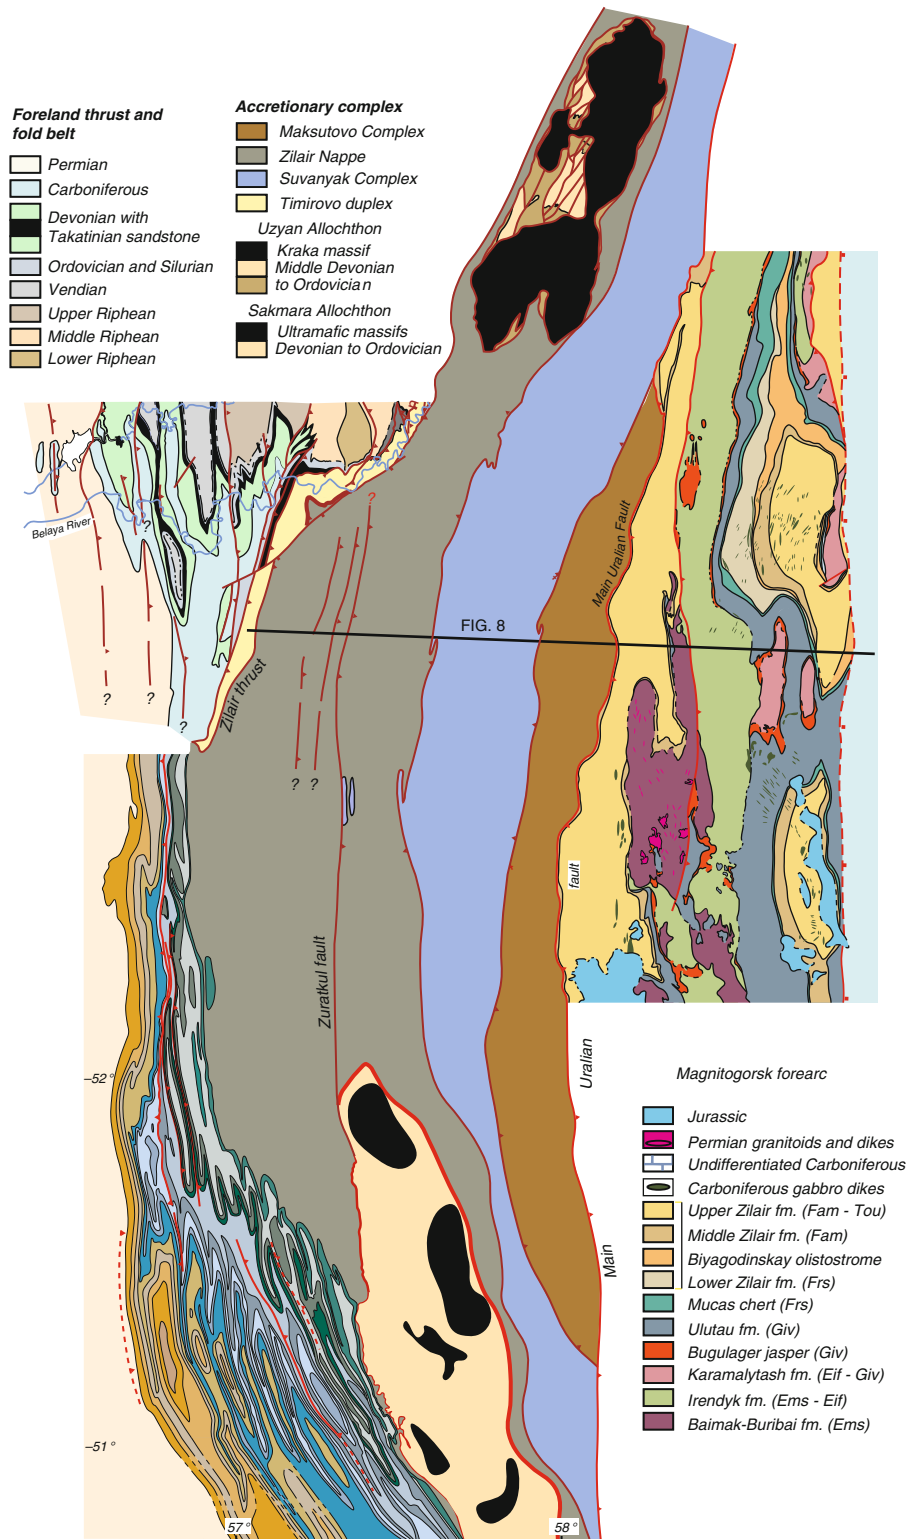 Foreland thrust and
fold belt
Permian
Carboniferous
Devonian with
Takatinian sandstone
Ordovician and Silurian
Vendian
Upper Riphean
Middle Riphean
Lower Riphean
Accretionary complex
Maksutovo Complex
Zilair Nappe
Suvanyak Complex
Timirovo duplex
Uzyan Allochthon
Kraka massif
Middle Devonian
to Ordovician
Sakmara Allochthon
Ultramafic massifs
Devonian to Ordovician
Belaya River
?
?
Main Uralian Fault
FIG. 8
Zilair thrust
?
?
?
? ?
fault
Zuratkul fault
Uralian
Main
–52°
–51°
57°
58°
Magnitogorsk forearc
Jurassic
Permian granitoids and dikes
Undifferentiated Carboniferous
Carboniferous gabbro dikes
Upper Zilair fm. (Fam - Tou)
Middle Zilair fm. (Fam)
Biyagodinskay olistostrome
Lower Zilair fm. (Frs)
Mucas chert (Frs)
Ulutau fm. (Giv)
Bugulager jasper (Giv)
Karamalytash fm. (Eif - Giv)
Irendyk fm. (Ems - Eif)
Baimak-Buribai fm. (Ems)